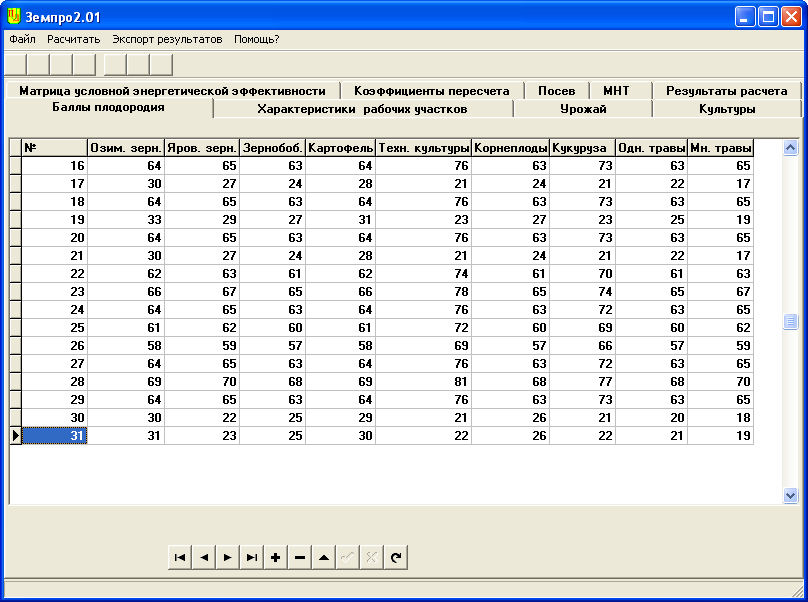 Земпро2.01
Файл Расчитать Экспорт результатов Помощь?
Матрица условной энергетической эффективности Коэффициенты пересчета Посев МНТ Результаты расчета
Баллы плодородия Характеристики рабочих участков Урожай Культуры
№ Озим. зерн. Яров. зерн. Зернобоб. Картофель Техн. культуры Корнеплоды Кукуруза Одн. травы Мн. травы
16 64 65 63 64 76 63 73 63 65
17 30 27 24 28 21 24 21 22 17
18 64 65 63 64 76 63 73 63 65
19 33 29 27 31 23 27 23 25 19
20 64 65 63 64 76 63 73 63 65
21 30 27 24 28 21 24 21 22 17
22 62 63 61 62 74 61 70 61 63
23 66 67 65 66 78 65 74 65 67
24 64 65 63 64 76 63 72 63 65
25 61 62 60 61 72 60 69 60 62
26 58 59 57 58 69 57 66 57 59
27 64 65 63 64 76 63 72 63 65
28 69 70 68 69 81 68 77 68 70
29 64 65 63 64 76 63 73 63 65
30 30 22 25 29 21 26 21 20 18
31 31 23 25 30 22 26 22 21 19